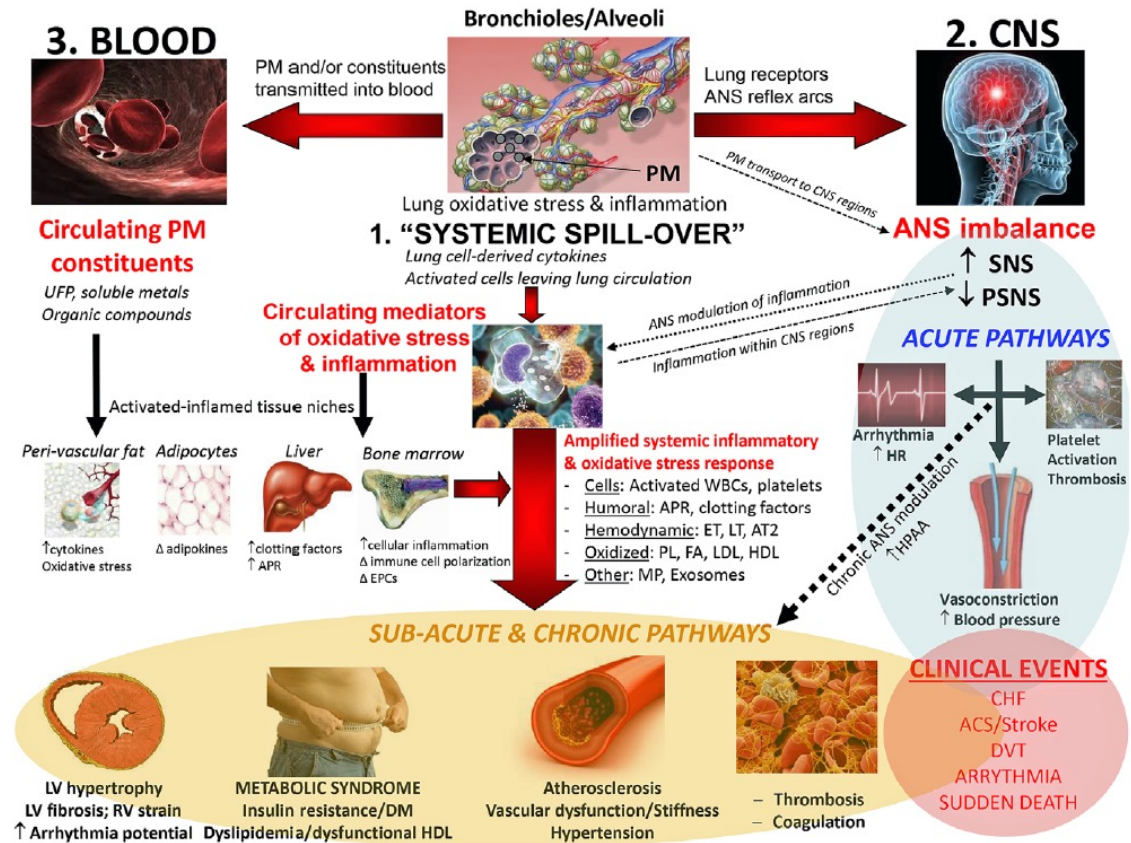 Bronchioles/Alveoli
3. BLOOD
2. CNS
PM and/or constituents
transmitted into blood
Lung receptors
ANS reflex arcs
PM
PM transport to CNS regions
Lung oxidative stress & inflammation
1. “SYSTEMIC SPILL-OVER”
Lung cell-derived cytokines
Activated cells leaving lung circulation
Circulating PM
constituents
UFP, soluble metals
Organic compounds
Circulating mediators
of oxidative stress
& inflammation
ANS imbalance
↑ SNS
↓ PSNS
ANS modulation of inflammation
Inflammation within CNS regions
ACUTE PATHWAYS
Arrhythmia
↑ HR
Platelet
Activation
Thrombosis
Vasoconstriction
↑ Blood pressure
Chronic ANS modulation
↑HPAA
Activated-inflamed tissue niches
Peri-vascular fat
↑cytokines
Oxidative stress
Adipocytes
Δ adipokines
Liver
↑clotting factors
↑ APR
Bone marrow
↑cellular inflammation
Δ immune cell polarization
Δ EPCs
Amplified systemic inflammatory
& oxidative stress response
- Cells: Activated WBCs, platelets
- Humoral: APR, clotting factors
- Hemodynamic: ET, LT, AT2
- Oxidized: PL, FA, LDL, HDL
- Other: MP, Exosomes
SUB-ACUTE & CHRONIC PATHWAYS
LV hypertrophy
LV fibrosis; RV strain
↑ Arrhythmia potential
METABOLIC SYNDROME
Insulin resistance/DM
Dyslipidemia/dysfunctional HDL
Atherosclerosis
Vascular dysfunction/Stiffness
Hypertension
– Thrombosis
– Coagulation
CLINICAL EVENTS
CHF
ACS/Stroke
DVT
ARRYTHMIA
SUDDEN DEATH